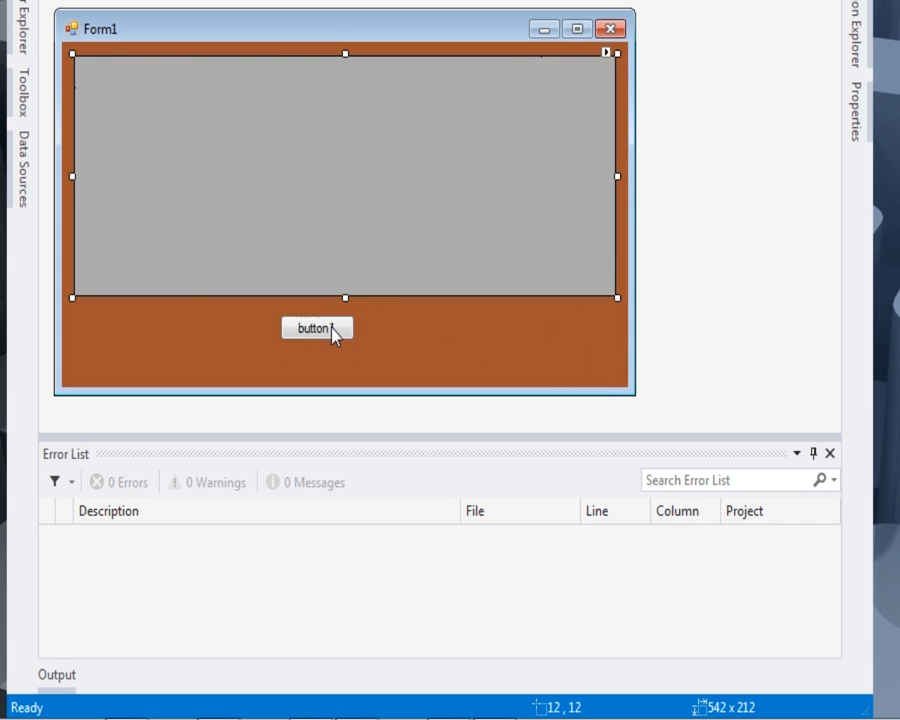 r Explorer
Toolbox
Data Sources
Form1
button1
on Explorer
Properties
Error List
0 Errors
0 Warnings
0 Messages
Search Error List
Description
File
Line
Column
Project
Output
Ready
12 , 12
542 x 212